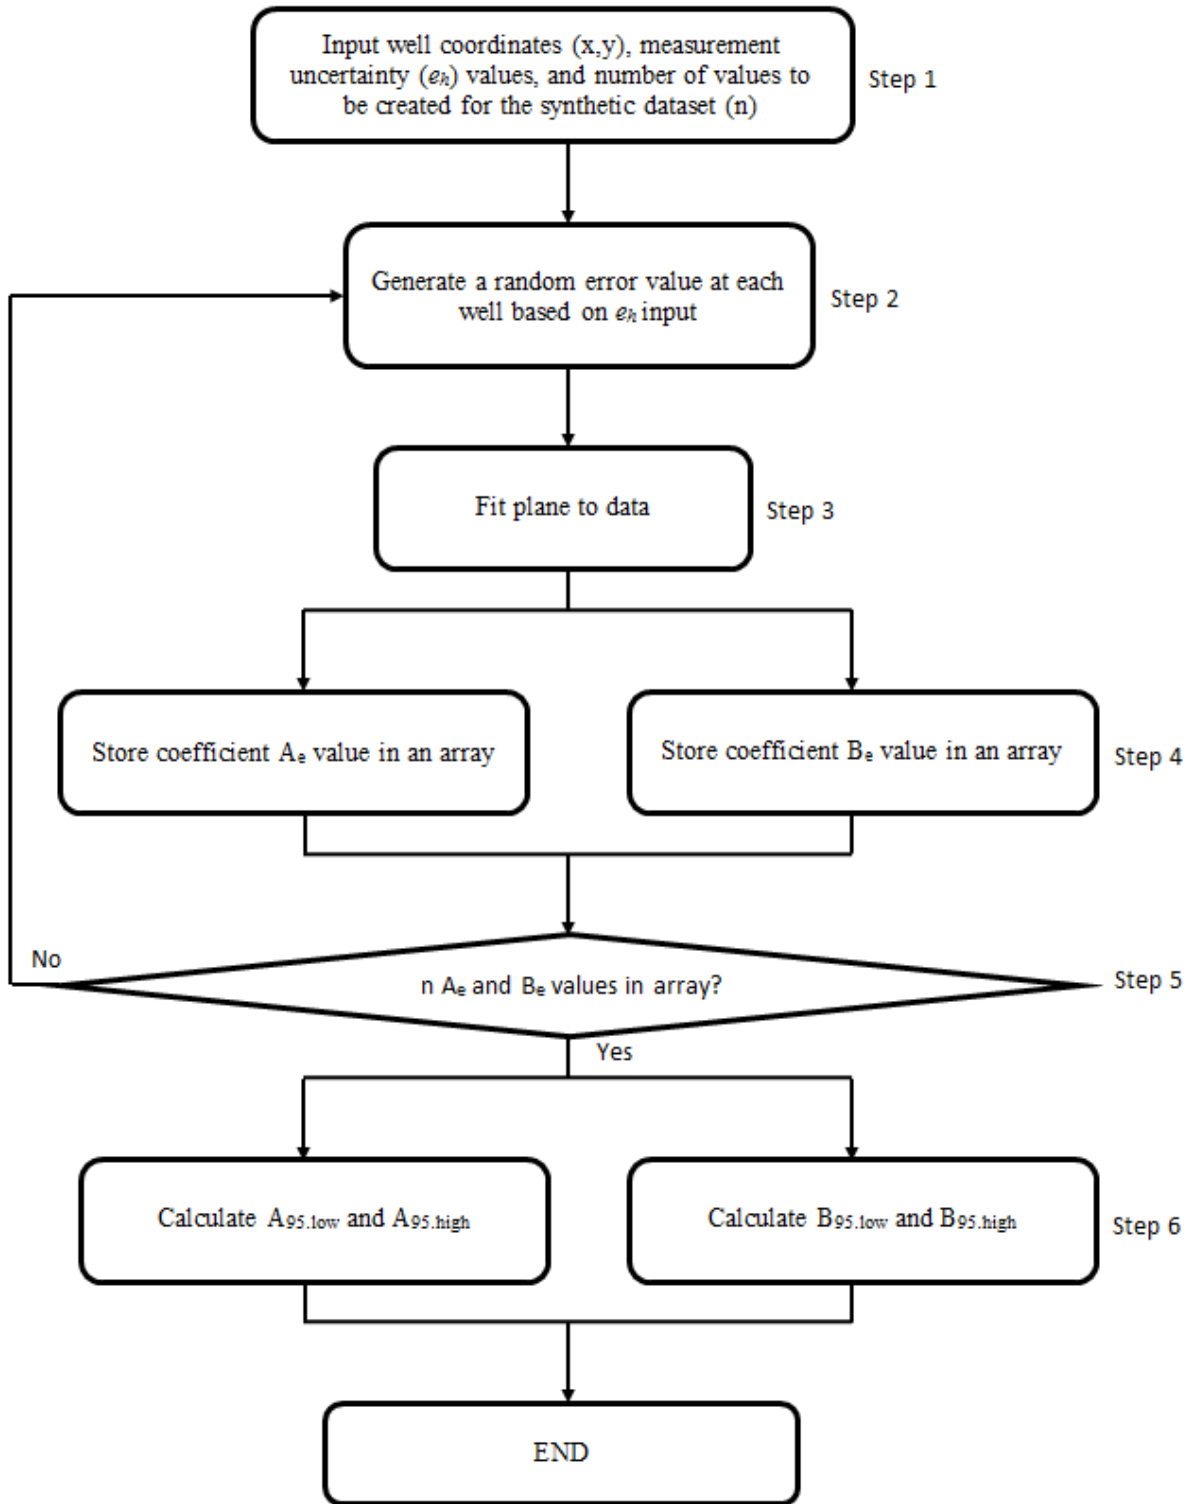 Input well coordinates (x,y), measurement
uncertainty (eₕ) values, and number of values to
be created for the synthetic dataset (n)
Step 1
Generate a random error value at each
well based on eₕ input
Step 2
Fit plane to data
Step 3
Store coefficient Aₑ value in an array
Store coefficient Bₑ value in an array
Step 4
No
n Aₑ and Bₑ values in array?
Step 5
Yes
Calculate A95.low and A95.high
Calculate B95.low and B95.high
Step 6
END